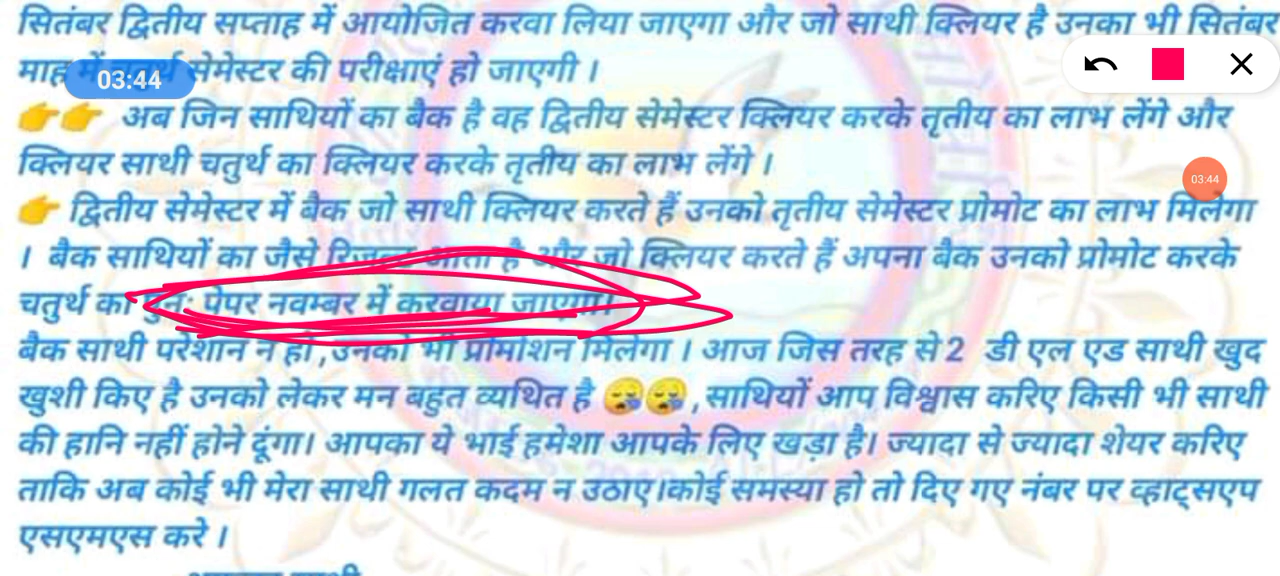 सितंबर द्वितीय सप्ताह में आयोजित करवा लिया जाएगा और जो साथी क्लियर है उनका भी सितंबर
माह में चतुर्थ सेमेस्टर की परीक्षाएं हो जाएगी ।
03:44
👉👉 अब जिन साथियों का बैक है वह द्वितीय सेमेस्टर क्लियर करके तृतीय का लाभ लेंगे और
क्लियर साथी चतुर्थ का क्लियर करके तृतीय का लाभ लेंगे ।
03:44
👉 द्वितीय सेमेस्टर में बैक जो साथी क्लियर करते हैं उनको तृतीय सेमेस्टर प्रोमोट का लाभ मिलेगा
। बैक साथियों का जैसे रिजल्ट आता है और जो क्लियर करते हैं अपना बैक उनको प्रोमोट करके
चतुर्थ का पुनः पेपर नवम्बर में करवाया जाएगा।
बैक साथी परेशान न हो ,उनको भी प्रमोशन मिलेगा । आज जिस तरह से 2 डी एल एड साथी खुद
खुशी किए है उनको लेकर मन बहुत व्यथित है 😪😪 ,साथियों आप विश्वास करिए किसी भी साथी
की हानि नहीं होने दूंगा। आपका ये भाई हमेशा आपके लिए खड़ा है। ज्यादा से ज्यादा शेयर करिए
ताकि अब कोई भी मेरा साथी गलत कदम न उठाए ।कोई समस्या हो तो दिए गए नंबर पर व्हाट्सएप
एसएमएस करे ।